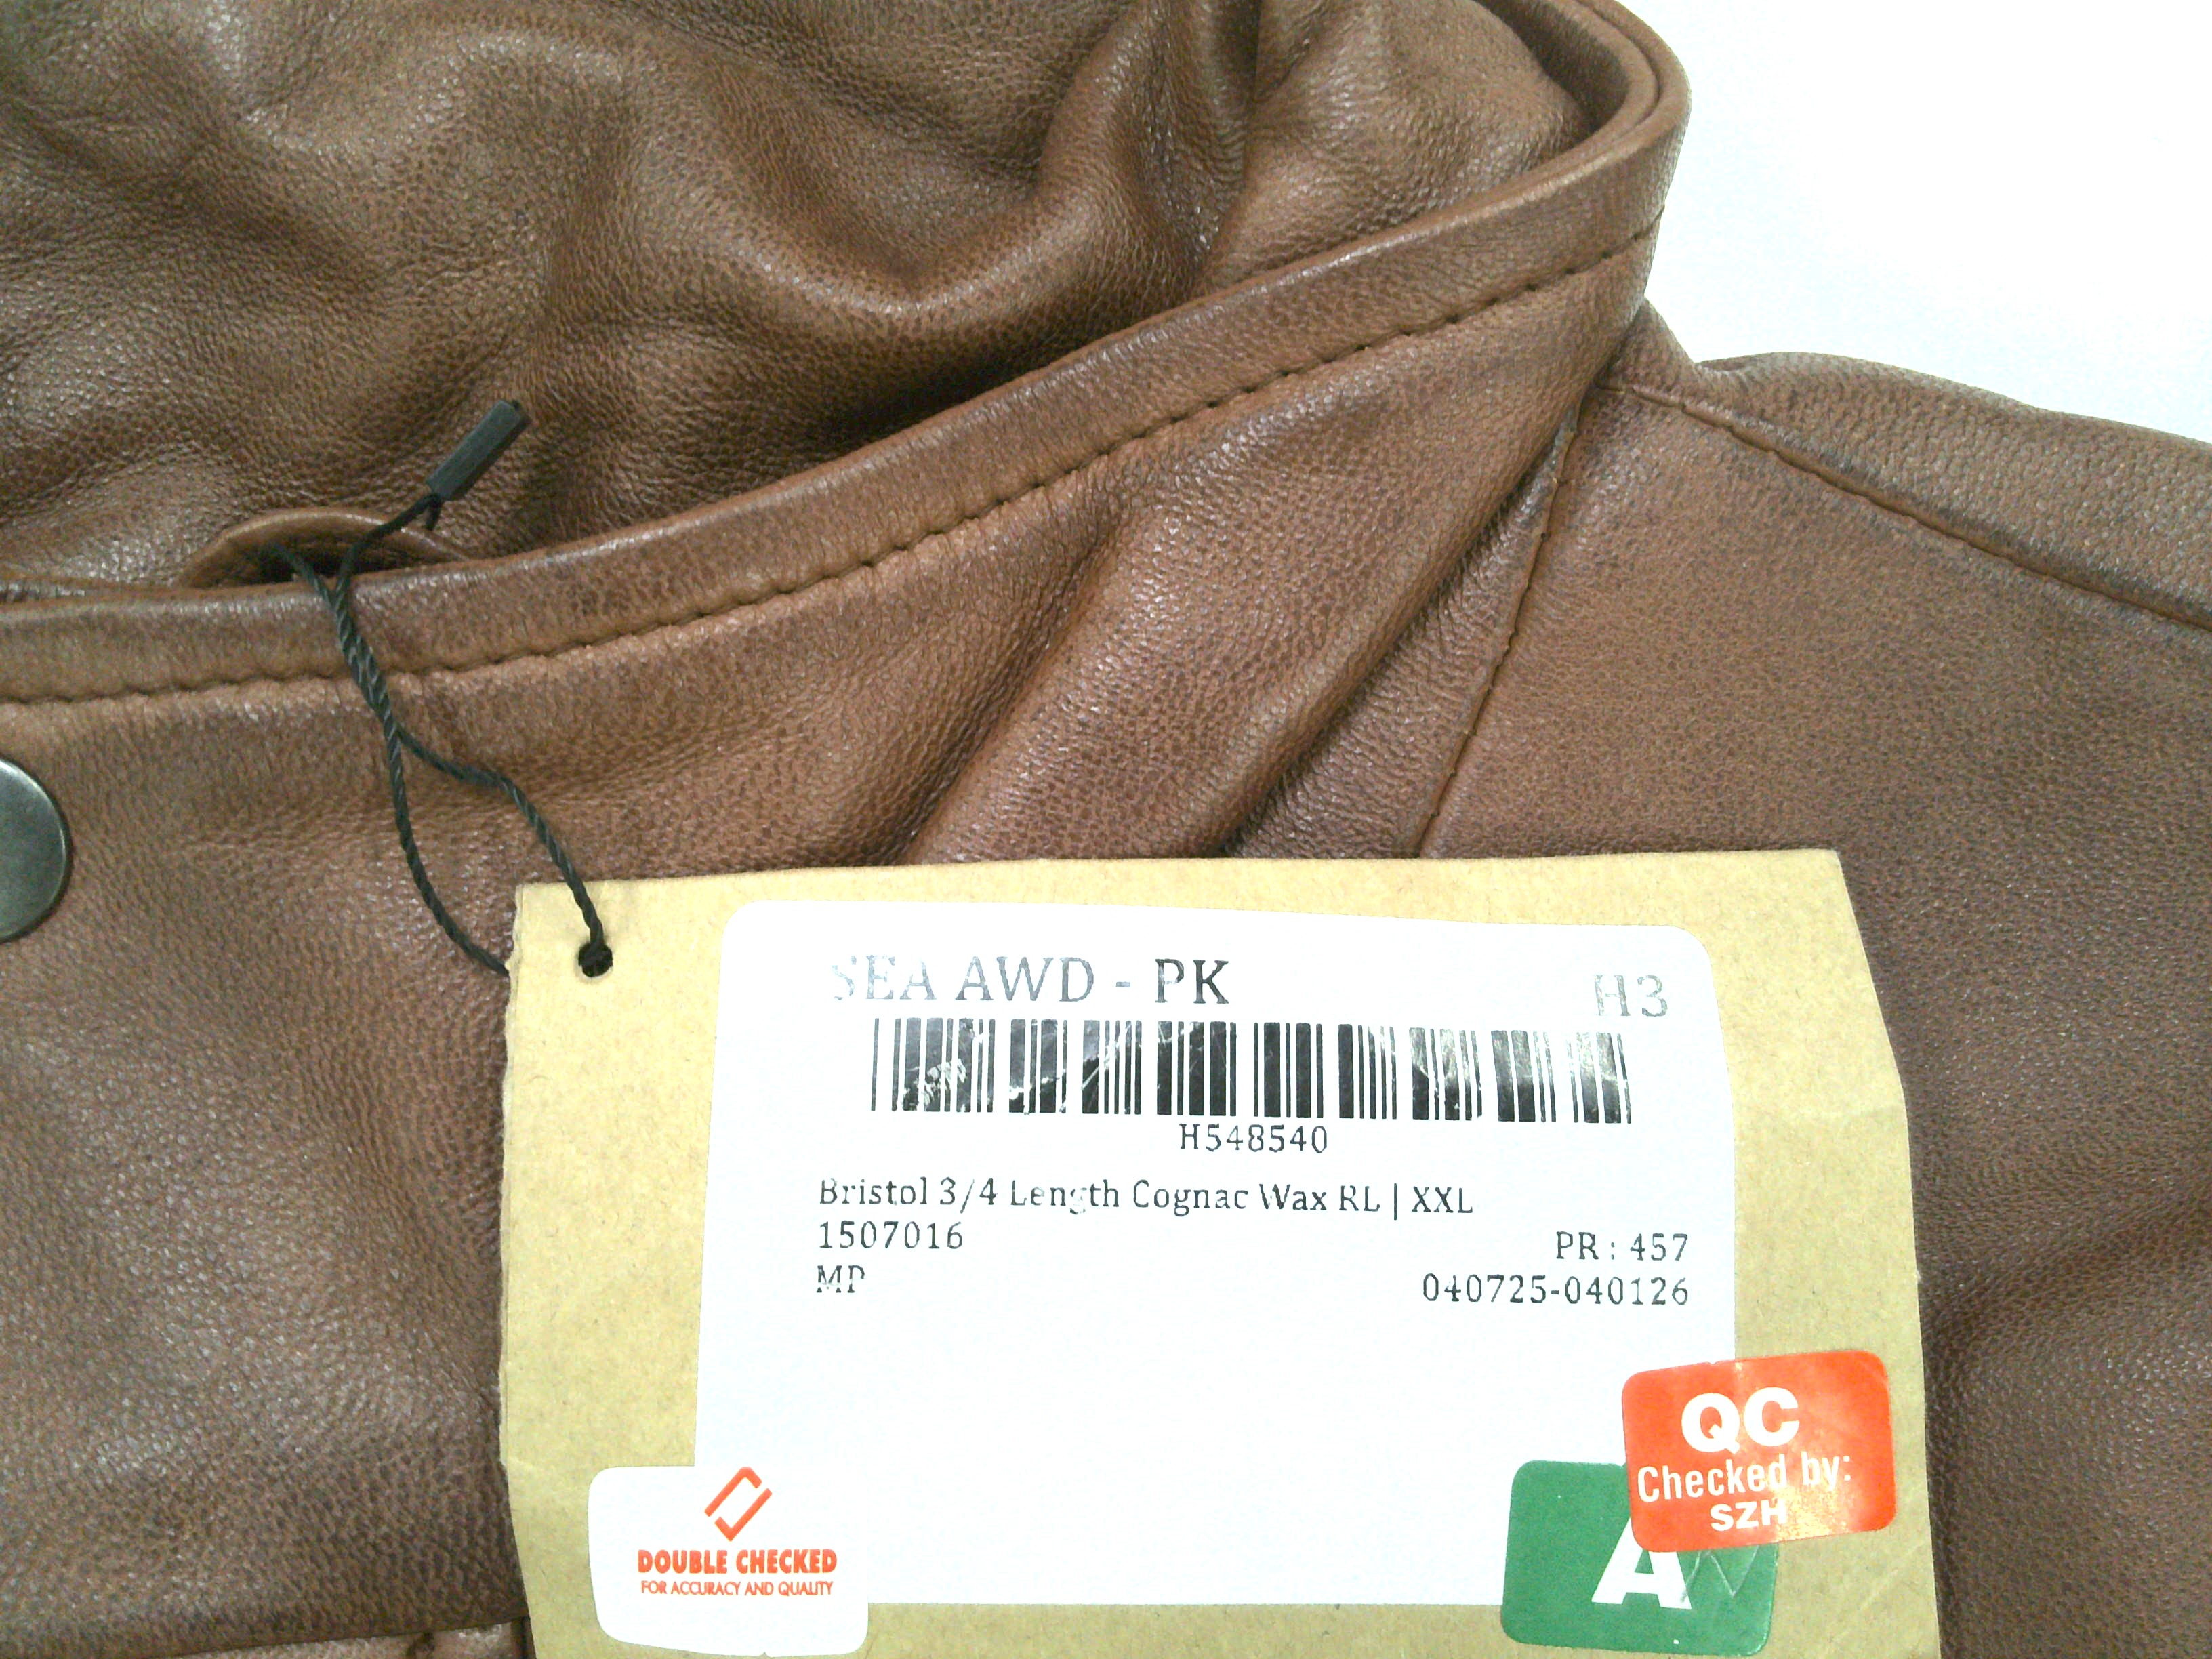 SEA AWD - PK
H3
H548540
Bristol 3/4 Length Cognac Wax RL | XXL
1507016
PR : 457
MP
040725-040126
QC
Checked by:
SZH
A
DOUBLE CHECKED
FOR ACCURACY AND QUALITY